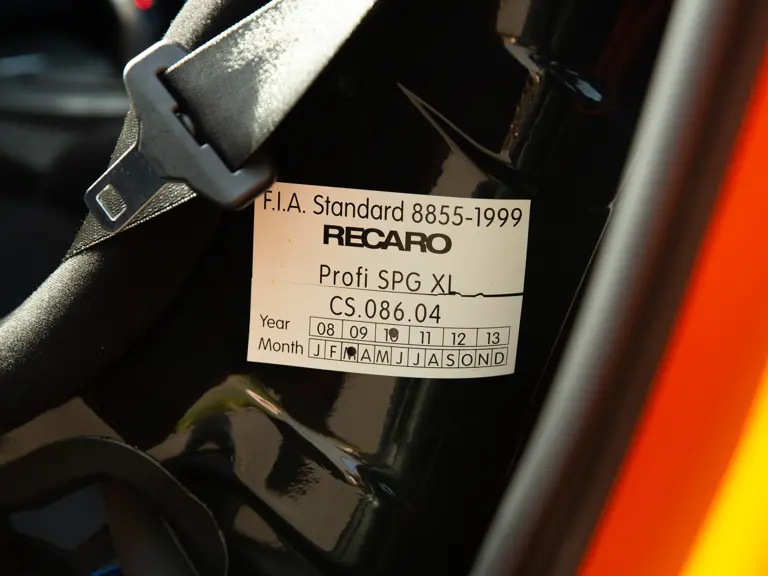 F.I.A. Standard 8855-1999
RECARO
Profi SPG XL
CS.086.04
Year 08 09 10 11 12 13
Month J F M A M J J A S O N D